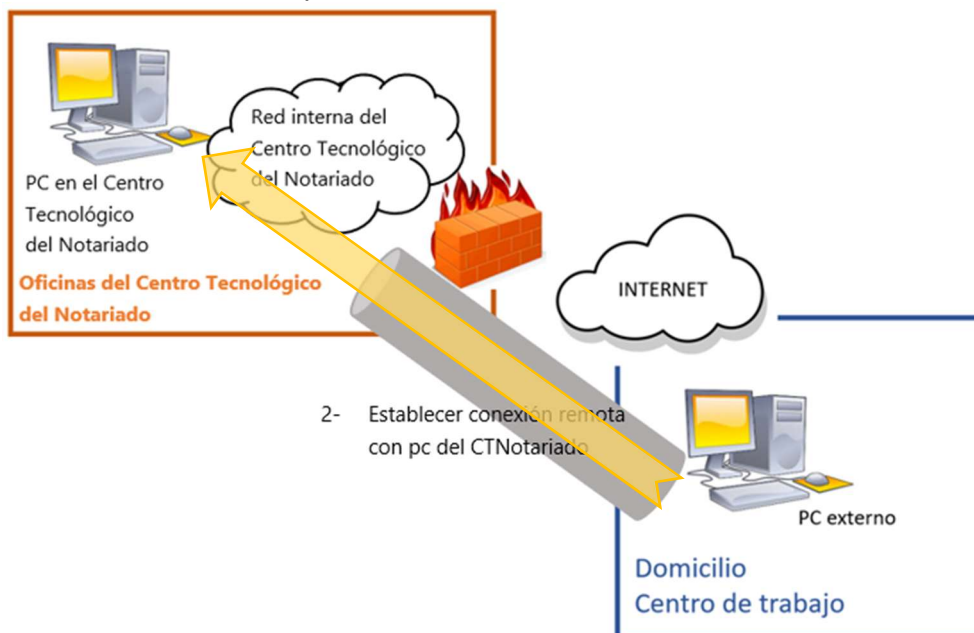 Red interna del
Centro Tecnológico
del Notariado
PC en el Centro
Tecnológico
del Notariado
Oficinas del Centro Tecnológico
del Notariado
INTERNET
2- Establecer conexión remota
con pc del CTNotariado
PC externo
Domicilio
Centro de trabajo